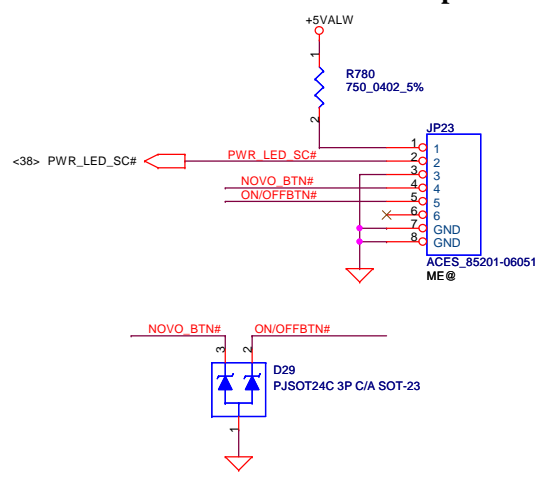 +5VALW
1
R780
750_0402_5%
2
JP23
<38> PWR_LED_SC#
PWR_LED_SC#
1 1
2 2
3 3
NOVO_BTN# 4 4
ON/OFFBTN# 5 5
6 6
7 GND
8 GND
ACES_85201-06051
ME@
NOVO_BTN# ON/OFFBTN#
3 2
D29
PJSOT24C 3P C/A SOT-23
1